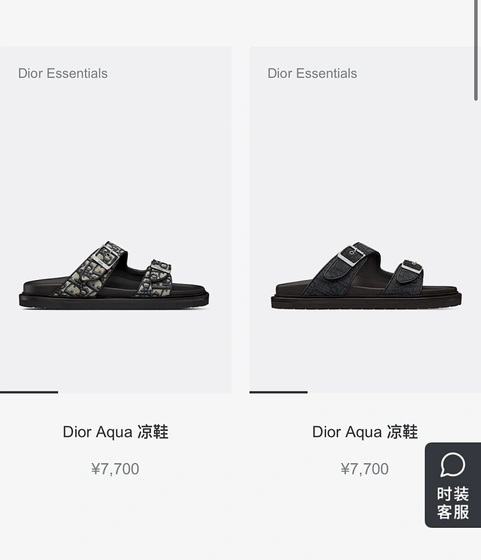 Dior Essentials
Dior Essentials
Dior Aqua 凉鞋
Dior Aqua 凉鞋
¥7,700
¥7,700
时装
客服